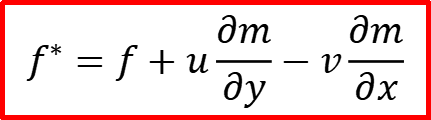 f* = f + u ∂m/∂y − v ∂m/∂x